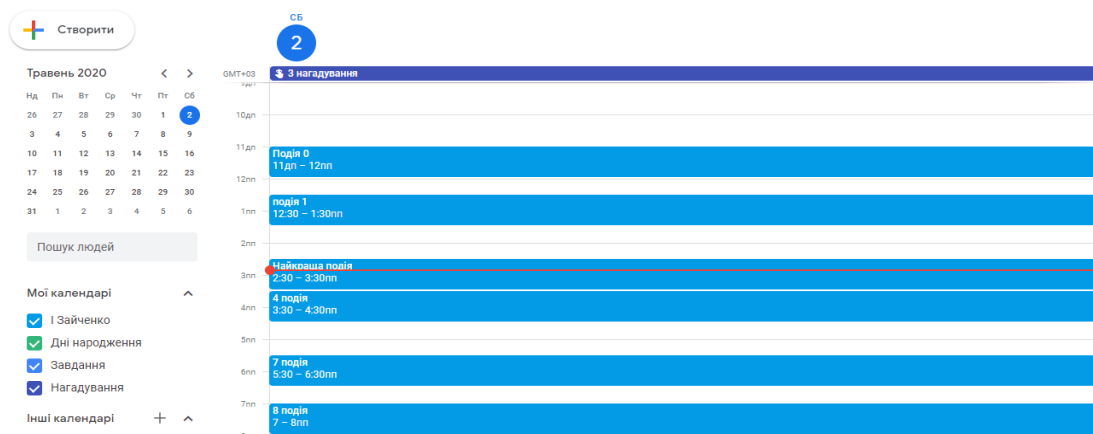 Створити
СБ
2
Травень 2020
GMT+03
3 нагадування
Нд Пн Вт Ср Чт Пт Сб
26 27 28 29 30 1 2
3 4 5 6 7 8 9
10 11 12 13 14 15 16
17 18 19 20 21 22 23
24 25 26 27 28 29 30
31 1 2 3 4 5 6
Пошук людей
Мої календарі
І Зайченко
Дні народження
Завдання
Нагадування
Інші календарі
10дп
11дп
Подія 0
11дп – 12пп
12пп
подія 1
12:30 – 1:30пп
1пп
2пп
Найкраща подія
2:30 – 3:30пп
3пп
4 подія
3:30 – 4:30пп
4пп
5пп
7 подія
5:30 – 6:30пп
6пп
7пп
8 подія
7 – 8пп